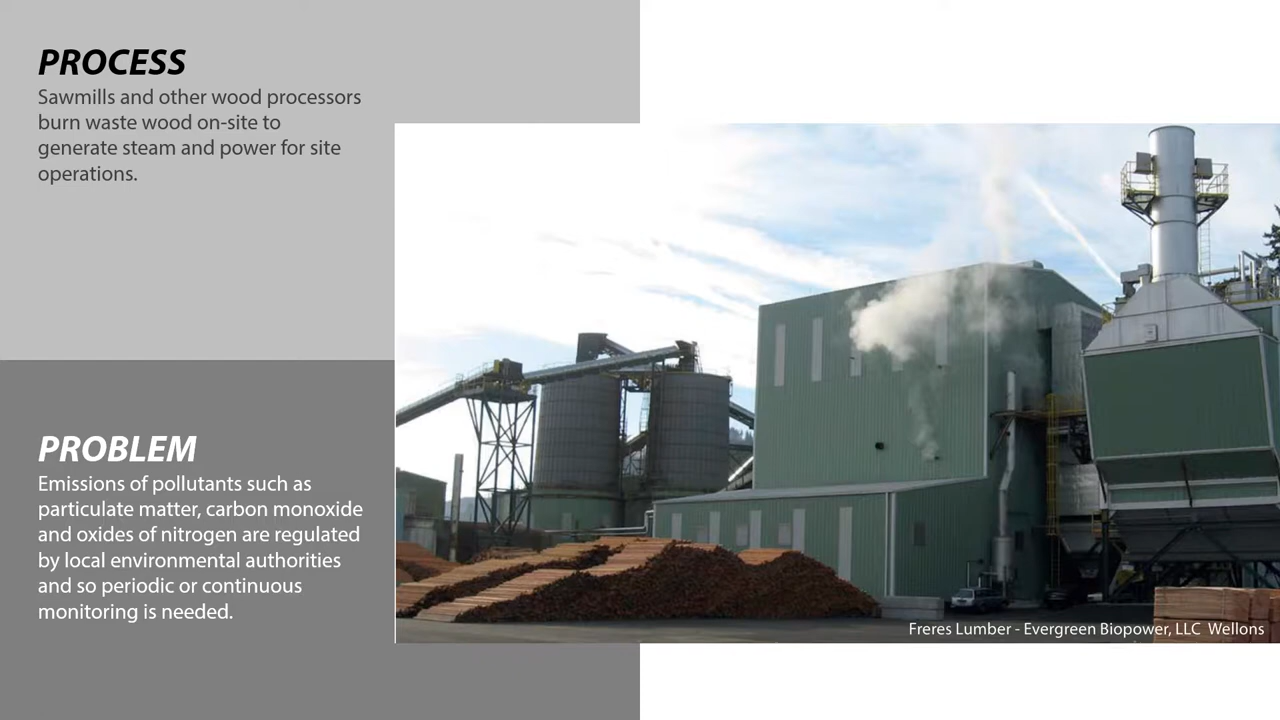 PROCESS
Sawmills and other wood processors
burn waste wood on-site to
generate steam and power for site
operations.
PROBLEM
Emissions of pollutants such as
particulate matter, carbon monoxide
and oxides of nitrogen are regulated
by local environmental authorities
and so periodic or continuous
monitoring is needed.
Freres Lumber - Evergreen Biopower, LLC  Wellons